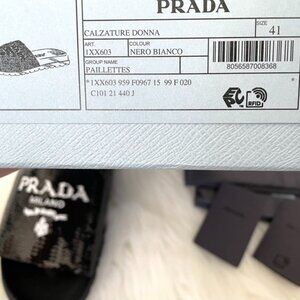 PRADA
SIZE
CALZATURE DONNA 41
ART. COLOUR
1XX603 NERO BIANCO
GROUP NAME
PAILLETTES 8056587008368
*1XX603 959 F0967 15 99 F 020
C101 21 440 J
RFID
PRADA
MILANO
PRADA